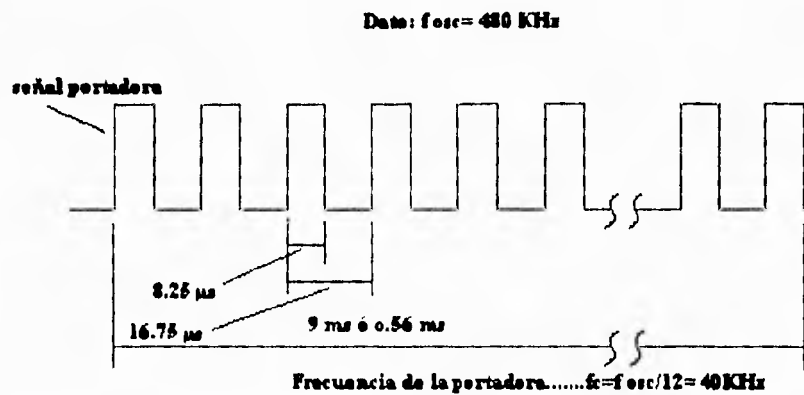 Dato: f osc= 480 KHz
señal portadora
8.25 µs
16.75 µs
9 ms ó o.56 ms
Frecuencia de la portadora.......fc=f osc/12= 40KHz